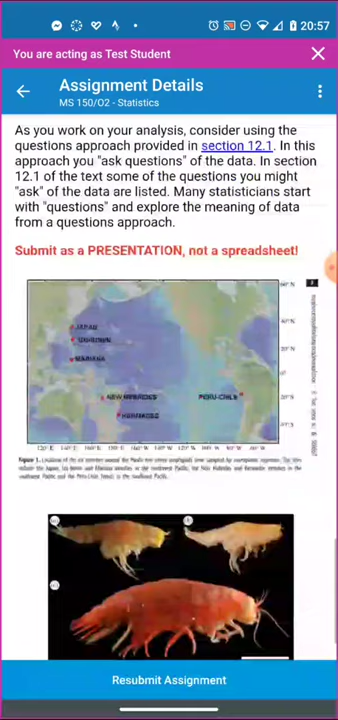 20:57
You are acting as Test Student
Assignment Details
MS 150/O2 - Statistics
As you work on your analysis, consider using the
questions approach provided in section 12.1. In this
approach you "ask questions" of the data. In section
12.1 of the text some of the questions you might
"ask" of the data are listed. Many statisticians start
with "questions" and explore the meaning of data
from a questions approach.
Submit as a PRESENTATION, not a spreadsheet!
JAPAN
MARIANA
NEW HEBRIDES
PERU-CHILE
KERMADEC
Resubmit Assignment